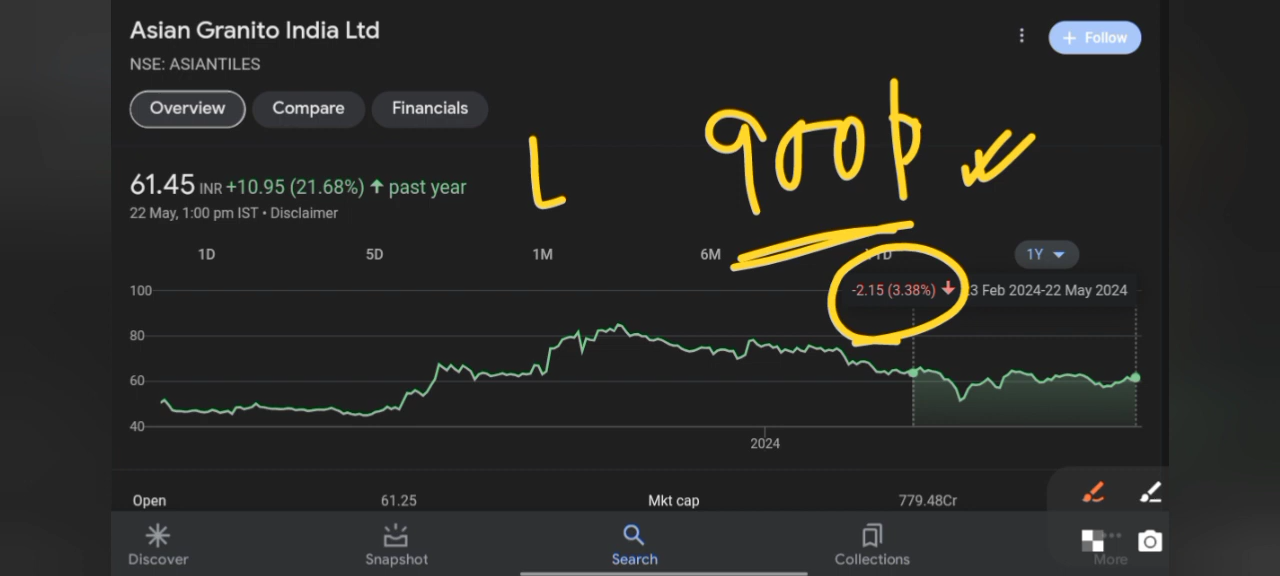 Asian Granito India Ltd
+ Follow
NSE: ASIANTILES
Overview Compare Financials
L 900p
61.45 INR +10.95 (21.68%) ↑ past year
22 May, 1:00 pm IST • Disclaimer
1D 5D 1M 6M YTD 1Y
-2.15 (3.38%) ↓ 3 Feb 2024-22 May 2024
100
80
60
40
2024
Open 61.25 Mkt cap 779.48Cr
Discover Snapshot Search Collections More